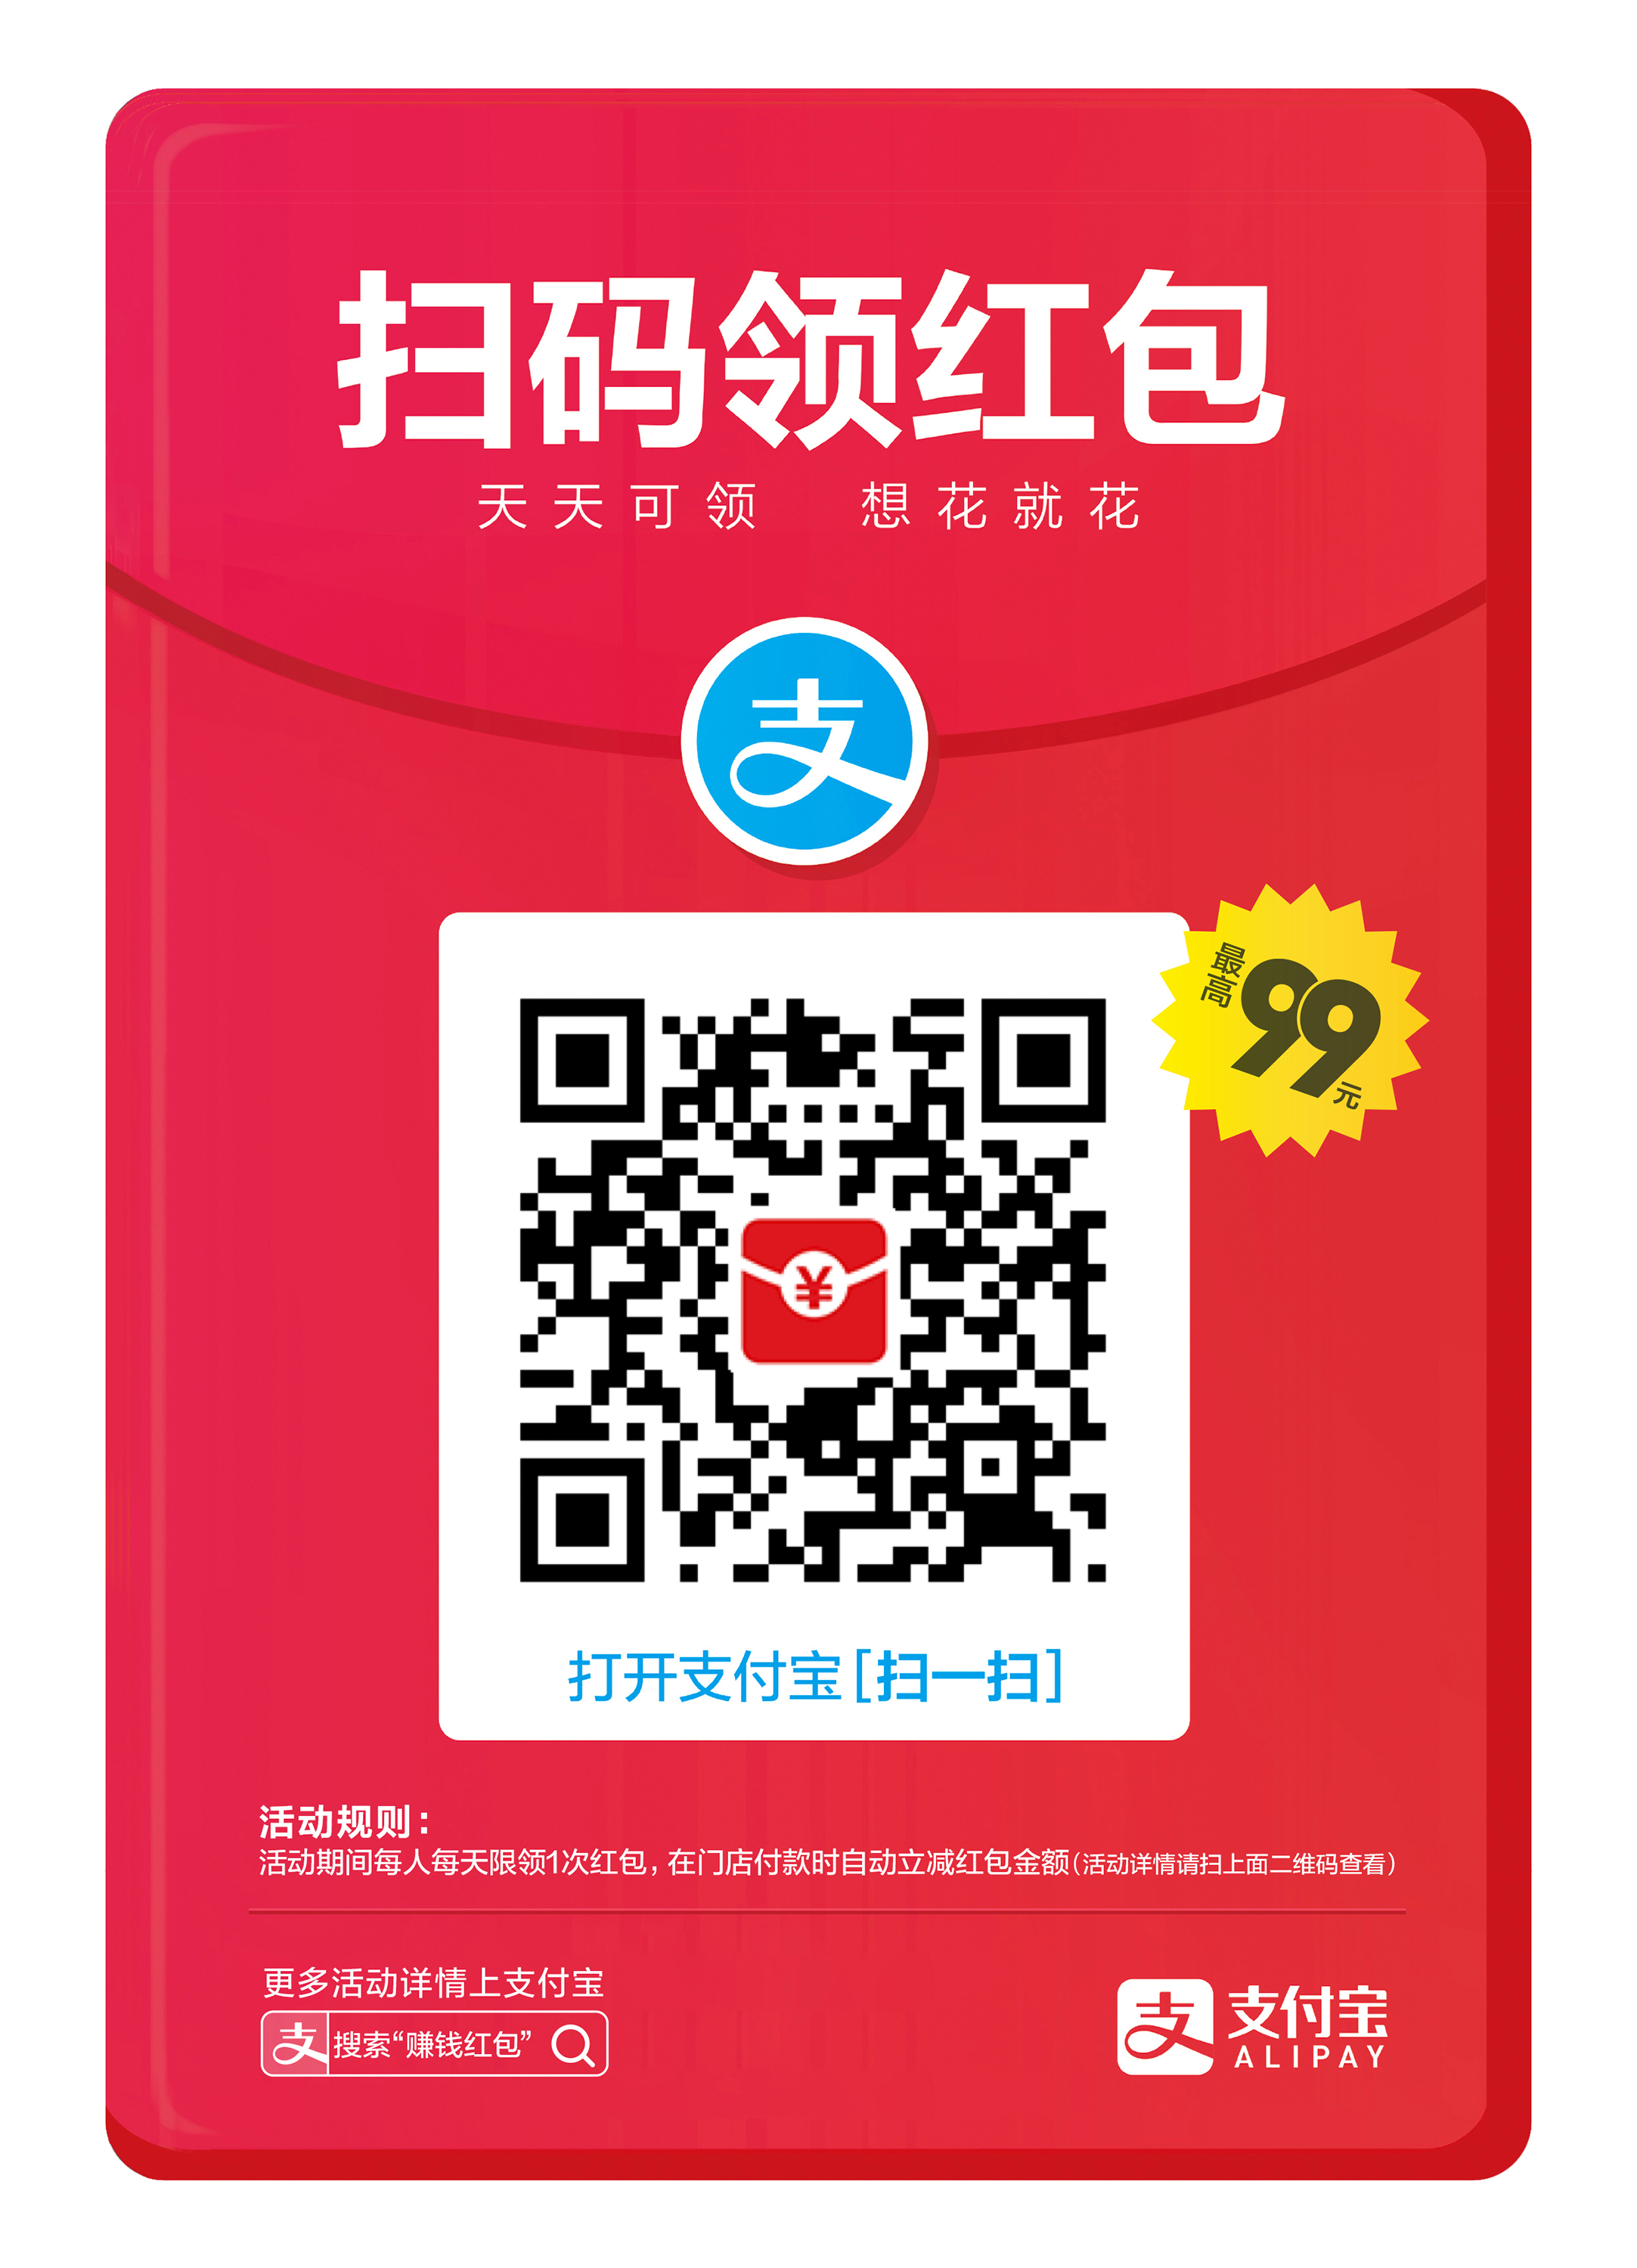 扫码领红包
天天可领 想花就花
支
最高
99
元
¥
打开支付宝[扫一扫]
活动规则：
活动期间每人每天限领1次红包，在门店付款时自动立减红包金额（活动详情请扫上面二维码查看）
更多活动详情上支付宝
支 搜索“赚钱红包”
支 支付宝
ALIPAY